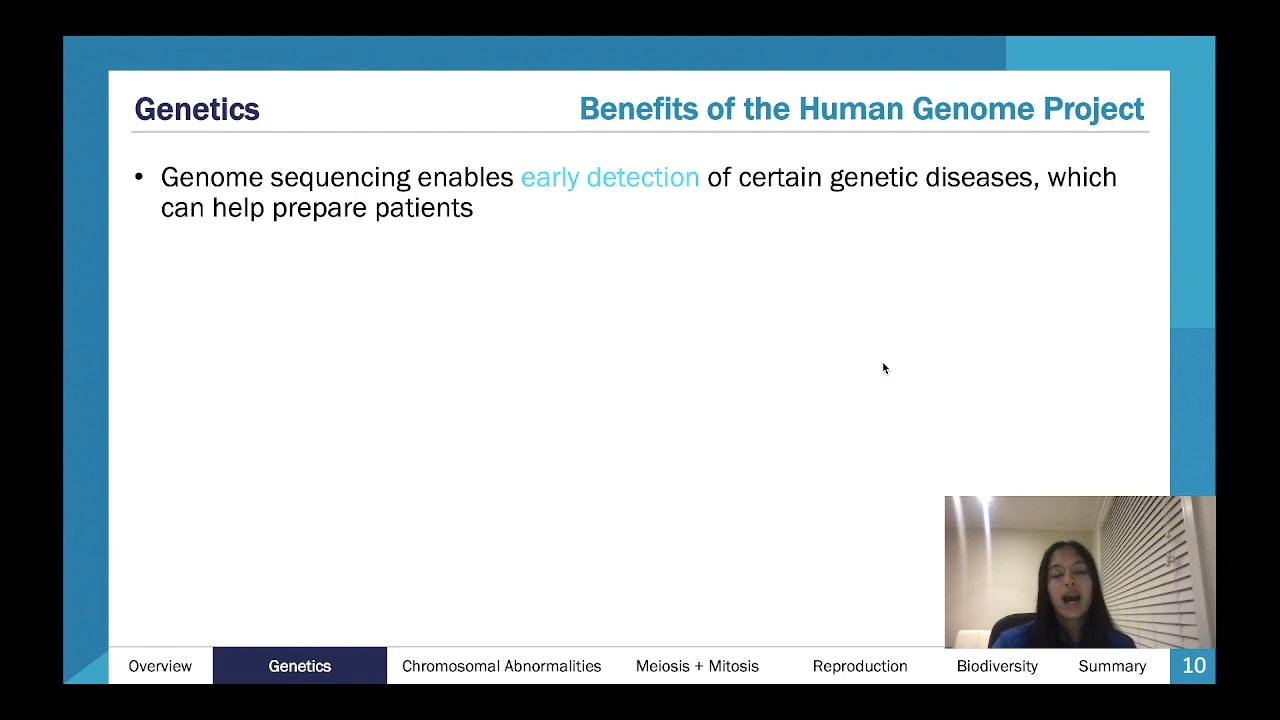 Genetics
Benefits of the Human Genome Project
• Genome sequencing enables early detection of certain genetic diseases, which
can help prepare patients
Overview
Genetics
Chromosomal Abnormalities
Meiosis + Mitosis
Reproduction
Biodiversity
Summary
10